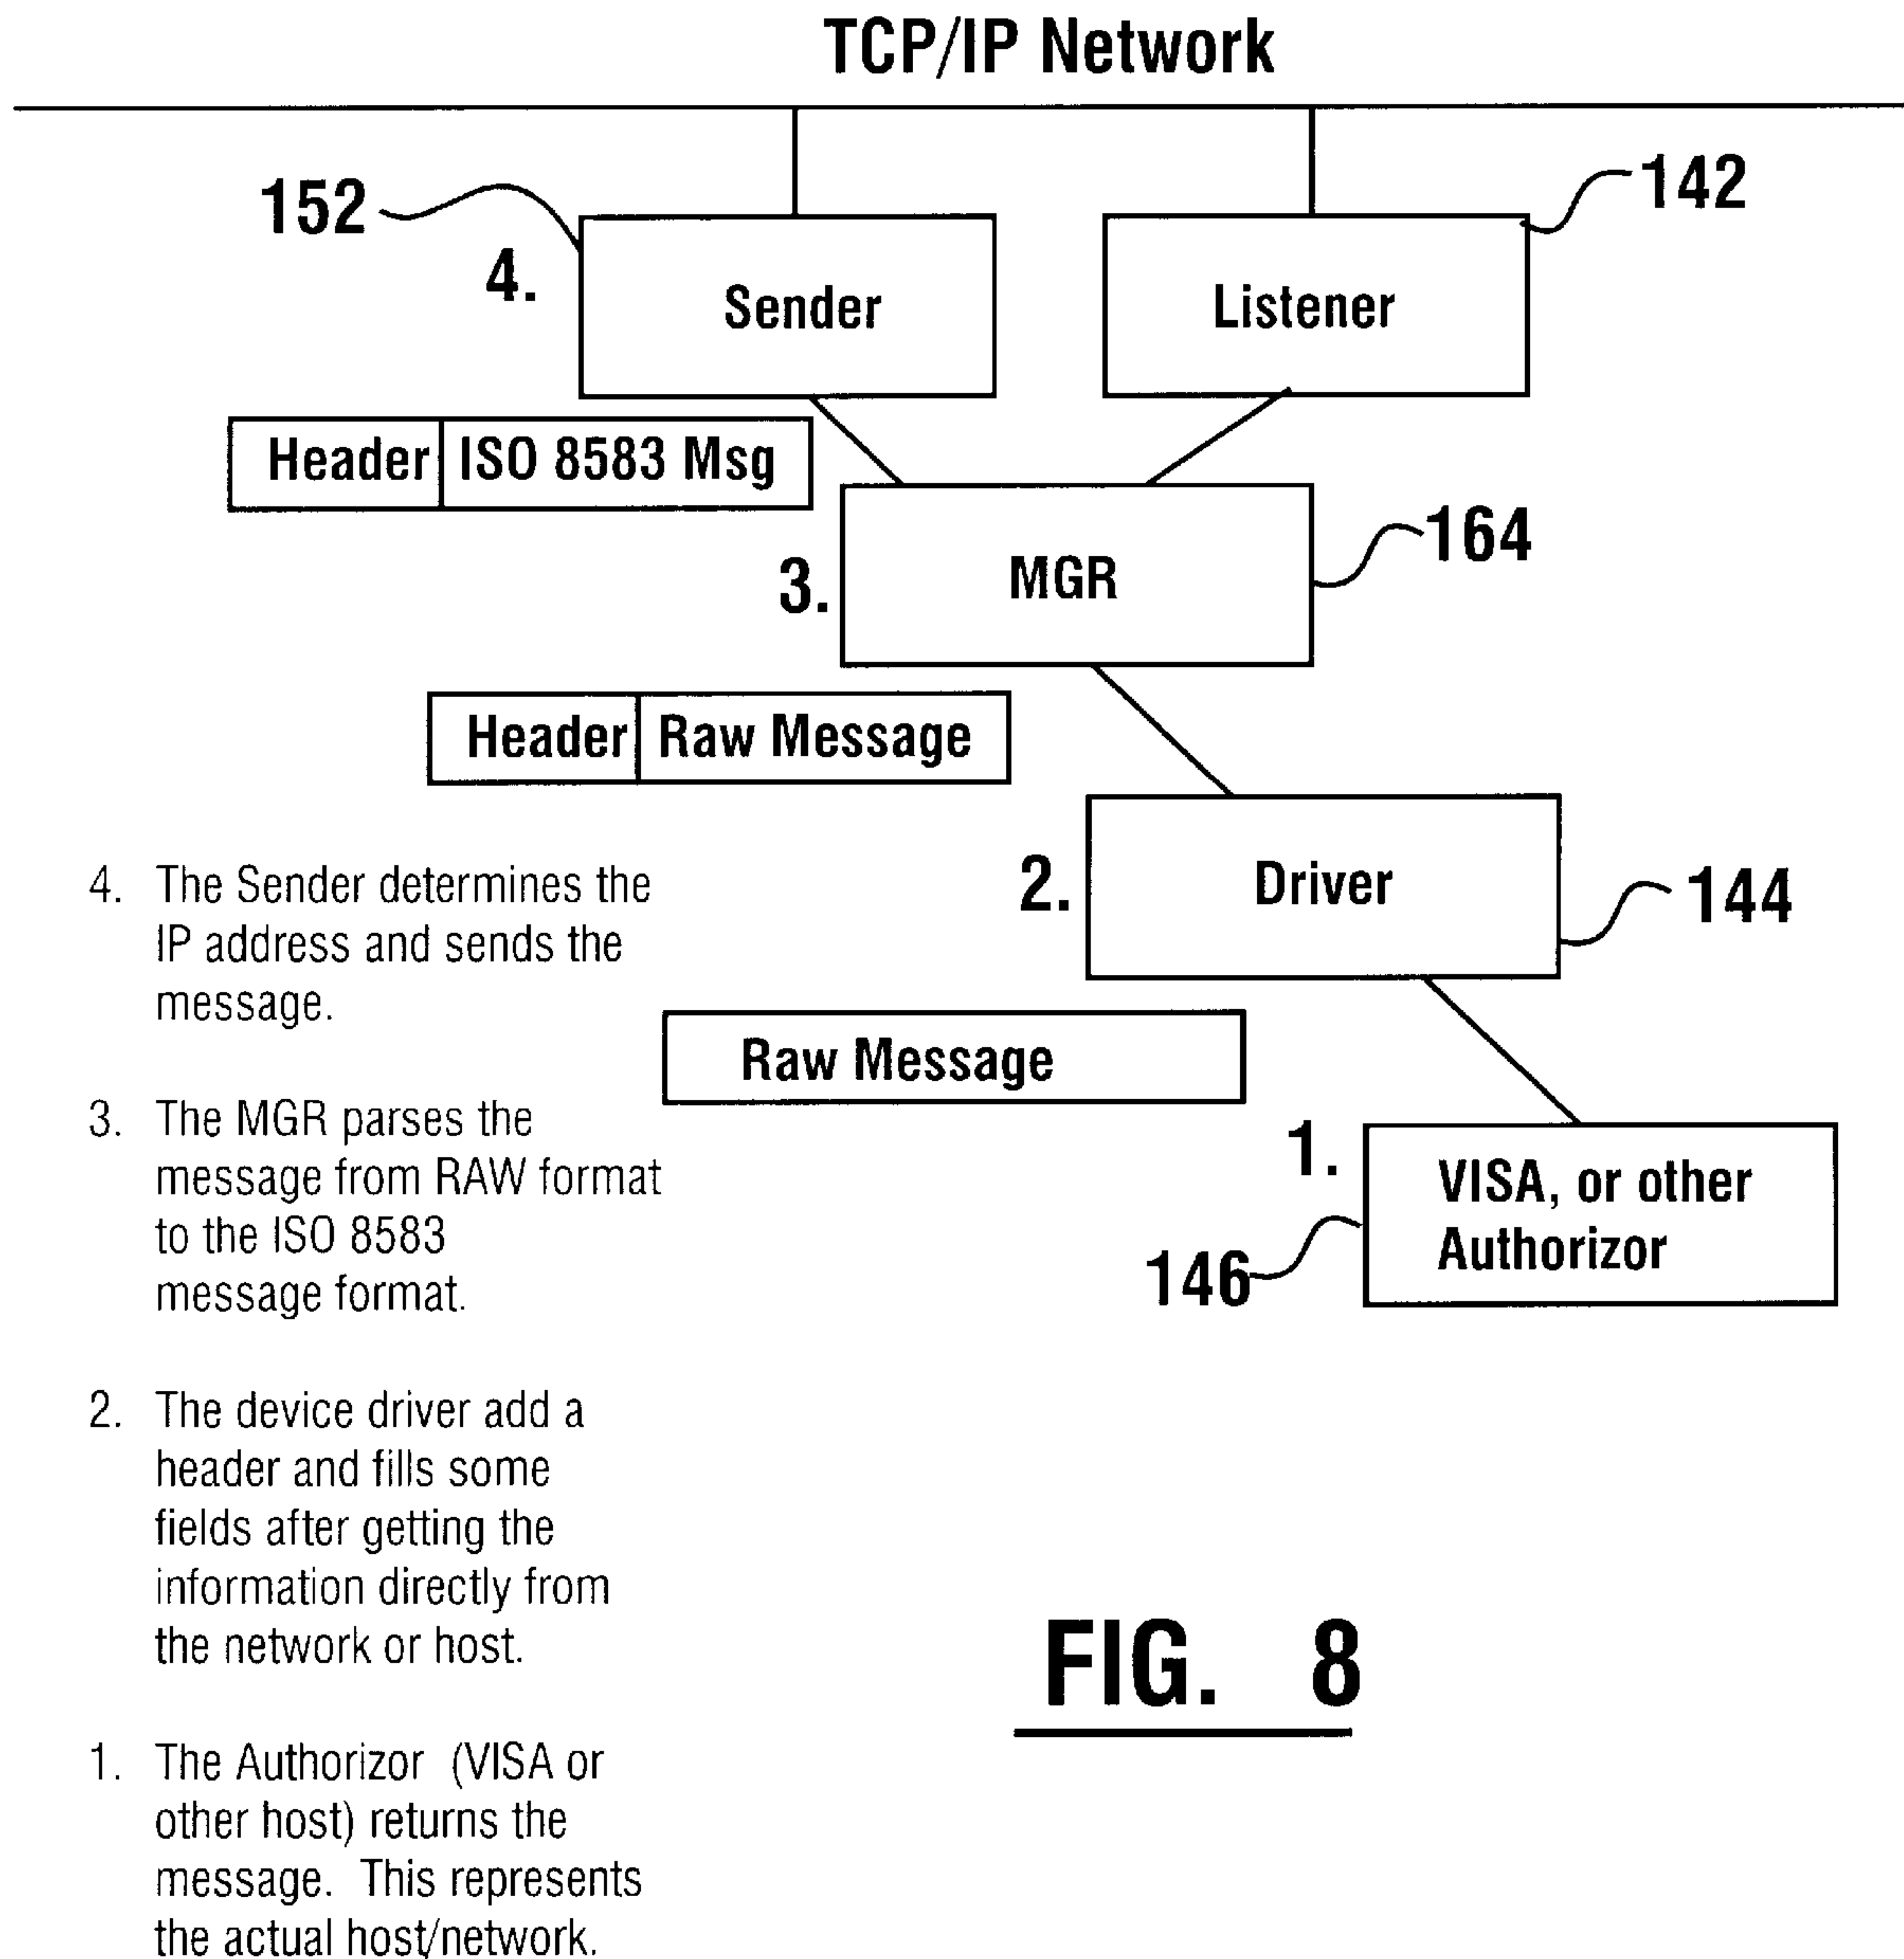 TCP/IP Network
152
142
4.
Sender
Listener
Header ISO 8583 Msg
164
3.
MGR
Header Raw Message
2.
Driver
144
Raw Message
1.
VISA, or other
Authorizor
146
4. The Sender determines the
IP address and sends the
message.
3. The MGR parses the
message from RAW format
to the ISO 8583
message format.
2. The device driver add a
header and fills some
fields after getting the
information directly from
the network or host.
1. The Authorizor (VISA or
other host) returns the
message. This represents
the actual host/network.
FIG. 8